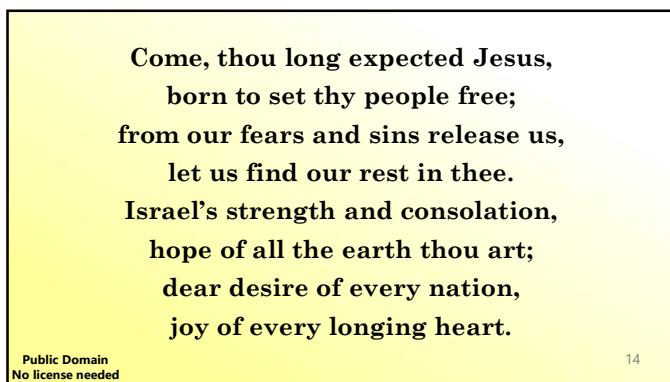 Come, thou long expected Jesus,
born to set thy people free;
from our fears and sins release us,
let us find our rest in thee.
Israel’s strength and consolation,
hope of all the earth thou art;
dear desire of every nation,
joy of every longing heart.
Public Domain
No license needed
14